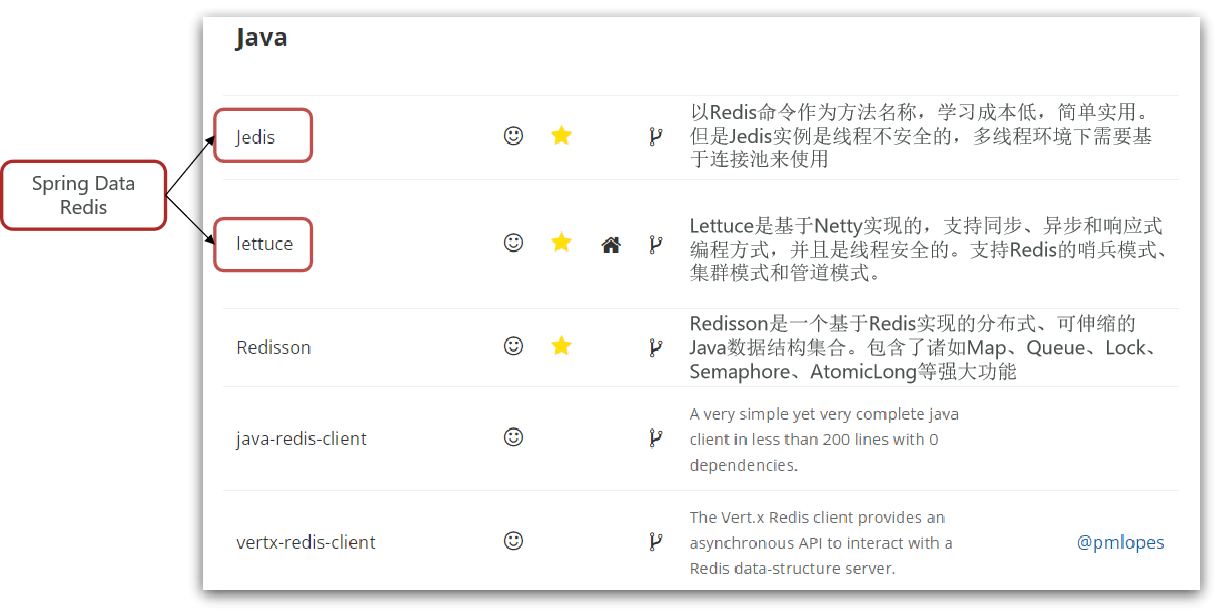 Java
Spring Data
Redis
Jedis
以Redis命令作为方法名称，学习成本低，简单实用。
但是Jedis实例是线程不安全的，多线程环境下需要基
于连接池来使用
lettuce
Lettuce是基于Netty实现的，支持同步、异步和响应式
编程方式，并且是线程安全的。支持Redis的哨兵模式、
集群模式和管道模式。
Redisson
Redisson是一个基于Redis实现的分布式、可伸缩的
Java数据结构集合。包含了诸如Map、Queue、Lock、
Semaphore、AtomicLong等强大功能
java-redis-client
A very simple yet very complete java
client in less than 200 lines with 0
dependencies.
vertx-redis-client
The Vert.x Redis client provides an
asynchronous API to interact with a
Redis data-structure server.
@pmlopes